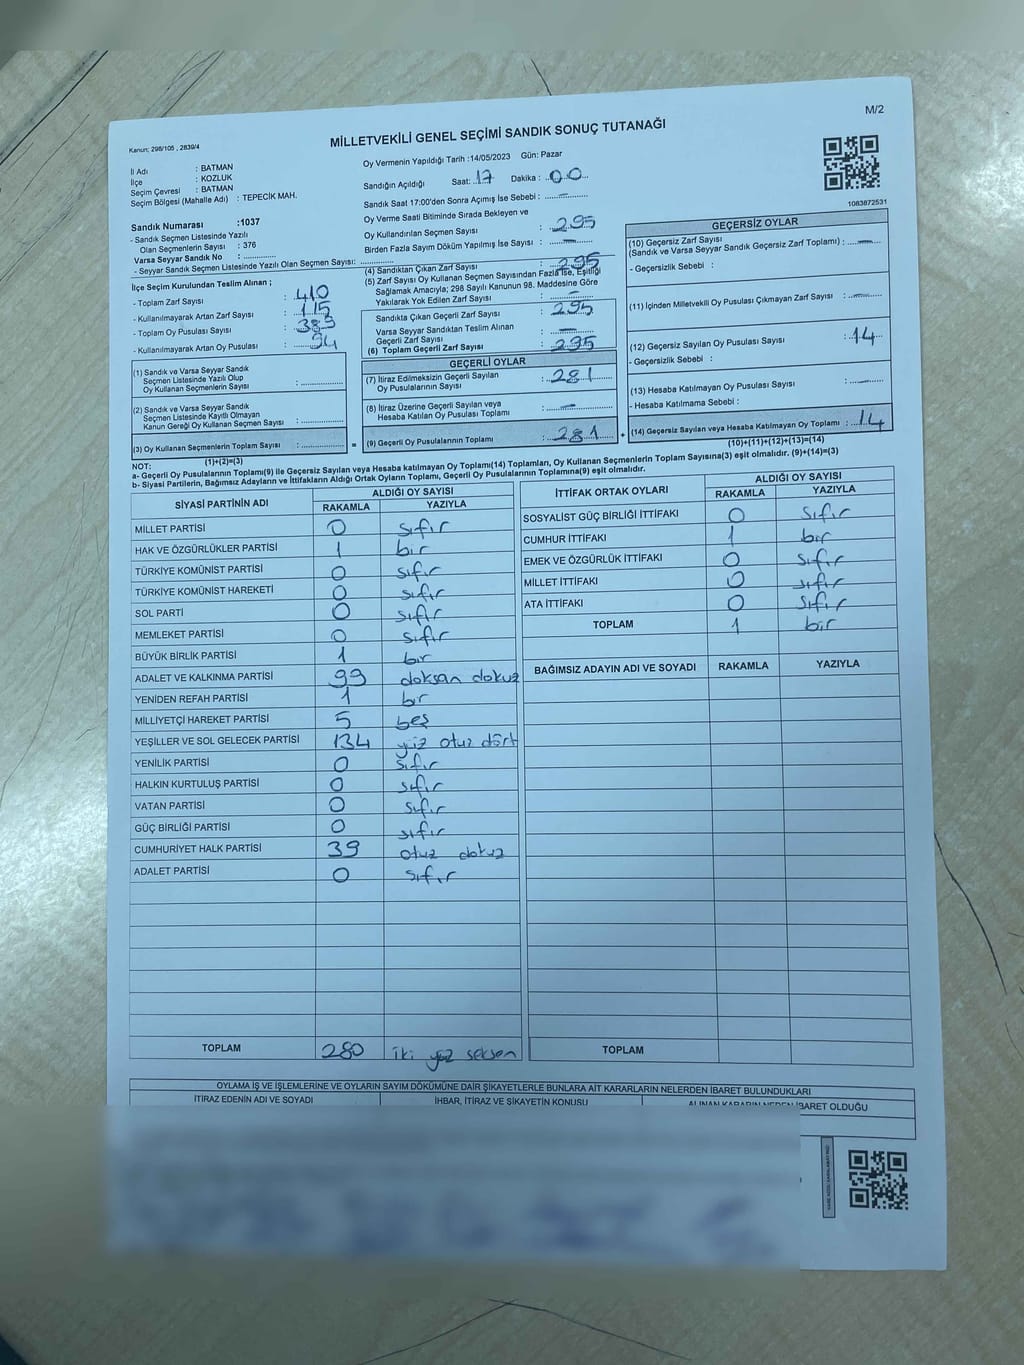 M/2
Kanun; 298/105 , 2839/4
MİLLETVEKİLİ GENEL SEÇİMİ SANDIK SONUÇ TUTANAĞI
İl Adı : BATMAN
İlçe : KOZLUK
Seçim Çevresi : BATMAN
Seçim Bölgesi (Mahalle Adı) : TEPECİK MAH.
Sandık Numarası :1037
- Sandık Seçmen Listesinde Yazılı
Olan Seçmenlerin Sayısı : 376
Varsa Seyyar Sandık No : ..............
- Seyyar Sandık Seçmen Listesinde Yazılı Olan Seçmen Sayısı: ..............
İlçe Seçim Kurulundan Teslim Alınan ;
- Toplam Zarf Sayısı : 410
- Kullanılmayarak Artan Zarf Sayısı : 115
- Toplam Oy Pusulası Sayısı : 389
- Kullanılmayarak Artan Oy Pusulası : 94
(1) Sandık ve Varsa Seyyar Sandık
Seçmen Listesinde Yazılı Olup
Oy Kullanan Seçmenlerin Sayısı : ..............
(2) Sandık ve Varsa Seyyar Sandık
Seçmen Listesinde Kayıtlı Olmayan
Kanun Gereği Oy Kullanan Seçmen Sayısı : ..............
(3) Oy Kullanan Seçmenlerin Toplam Sayısı : ..............
(1)+(2)=(3)
Oy Vermenin Yapıldığı Tarih :14/05/2023 Gün: Pazar
Sandığın Açıldığı Saat: 17 Dakika : 00
Sandık Saat 17:00'den Sonra Açımış İse Sebebi : —
Oy Verme Saati Bitiminde Sırada Bekleyen ve
Oy Kullandırılan Seçmen Sayısı : 295
Birden Fazla Sayım Döküm Yapılmış İse Sayısı : —
(4) Sandıktan Çıkan Zarf Sayısı : 295
(5) Zarf Sayısı Oy Kullanan Seçmen Sayısından Fazla ise, Eşitliği
Sağlamak Amacıyla; 298 Sayılı Kanunun 98. Maddesine Göre
Yakılarak Yok Edilen Zarf Sayısı : —
Sandıkta Çıkan Geçerli Zarf Sayısı : 295
Varsa Seyyar Sandıktan Teslim Alınan
Geçerli Zarf Sayısı : —
(6) Toplam Geçerli Zarf Sayısı : 295
GEÇERLİ OYLAR
(7) İtiraz Edilmeksizin Geçerli Sayılan
Oy Pusulalarının Sayısı : 281
(8) İtiraz Üzerine Geçerli Sayılan veya
Hesaba Katılan Oy Pusulası Toplamı : —
= (9) Geçerli Oy Pusulalarının Toplamı : 281 +
1083872531
GEÇERSİZ OYLAR
(10) Geçersiz Zarf Sayısı
(Sandık ve Varsa Seyyar Sandık Geçersiz Zarf Toplamı) : —
- Geçersizlik Sebebi :
(11) İçinden Milletvekili Oy Pusulası Çıkmayan Zarf Sayısı : —
(12) Geçersiz Sayılan Oy Pusulası Sayısı : 14
- Geçersizlik Sebebi :
(13) Hesaba Katılmayan Oy Pusulası Sayısı : —
- Hesaba Katılmama Sebebi :
(14) Geçersiz Sayılan veya Hesaba Katılmayan Oy Toplamı : 14
(10)+(11)+(12)+(13)=(14)
NOT:
a- Geçerli Oy Pusulalarının Toplamı(9) ile Geçersiz Sayılan veya Hesaba katılmayan Oy Toplamı(14) Toplamları, Oy Kullanan Seçmenlerin Toplam Sayısına(3) eşit olmalıdır. (9)+(14)=(3)
b- Siyasi Partilerin, Bağımsız Adayların ve İttifakların Aldığı Ortak Oyların Toplamı, Geçerli Oy Pusulalarının Toplamına(9) eşit olmalıdır.
SİYASİ PARTİNİN ADI ALDIĞI OY SAYISI
RAKAMLA YAZIYLA
MİLLET PARTİSİ 0 sıfır
HAK VE ÖZGÜRLÜKLER PARTİSİ 1 bir
TÜRKİYE KOMÜNİST PARTİSİ 0 sıfır
TÜRKİYE KOMÜNİST HAREKETİ 0 sıfır
SOL PARTİ 0 sıfır
MEMLEKET PARTİSİ 0 sıfır
BÜYÜK BİRLİK PARTİSİ 1 bir
ADALET VE KALKINMA PARTİSİ 99 doksan dokuz
YENİDEN REFAH PARTİSİ 1 bir
MİLLİYETÇİ HAREKET PARTİSİ 5 beş
YEŞİLLER VE SOL GELECEK PARTİSİ 134 yüz otuz dört
YENİLİK PARTİSİ 0 sıfır
HALKIN KURTULUŞ PARTİSİ 0 sıfır
VATAN PARTİSİ 0 sıfır
GÜÇ BİRLİĞİ PARTİSİ 0 sıfır
CUMHURİYET HALK PARTİSİ 39 otuz dokuz
ADALET PARTİSİ 0 sıfır
TOPLAM 280 iki yüz seksen
İTTİFAK ORTAK OYLARI ALDIĞI OY SAYISI
RAKAMLA YAZIYLA
SOSYALİST GÜÇ BİRLİĞİ İTTİFAKI 0 sıfır
CUMHUR İTTİFAKI 1 bir
EMEK VE ÖZGÜRLÜK İTTİFAKI 0 sıfır
MİLLET İTTİFAKI 0 sıfır
ATA İTTİFAKI 0 sıfır
TOPLAM 1 bir
BAĞIMSIZ ADAYIN ADI VE SOYADI RAKAMLA YAZIYLA
TOPLAM
OYLAMA İŞ VE İŞLEMLERİNE VE OYLARIN SAYIM DÖKÜMÜNE DAİR ŞİKAYETLERLE BUNLARA AİT KARARLARIN NELERDEN İBARET BULUNDUKLARI
İTİRAZ EDENİN ADI VE SOYADI İHBAR, İTİRAZ VE ŞİKAYETİN KONUSU ALINAN KARARIN NEDEN İBARET OLDUĞU